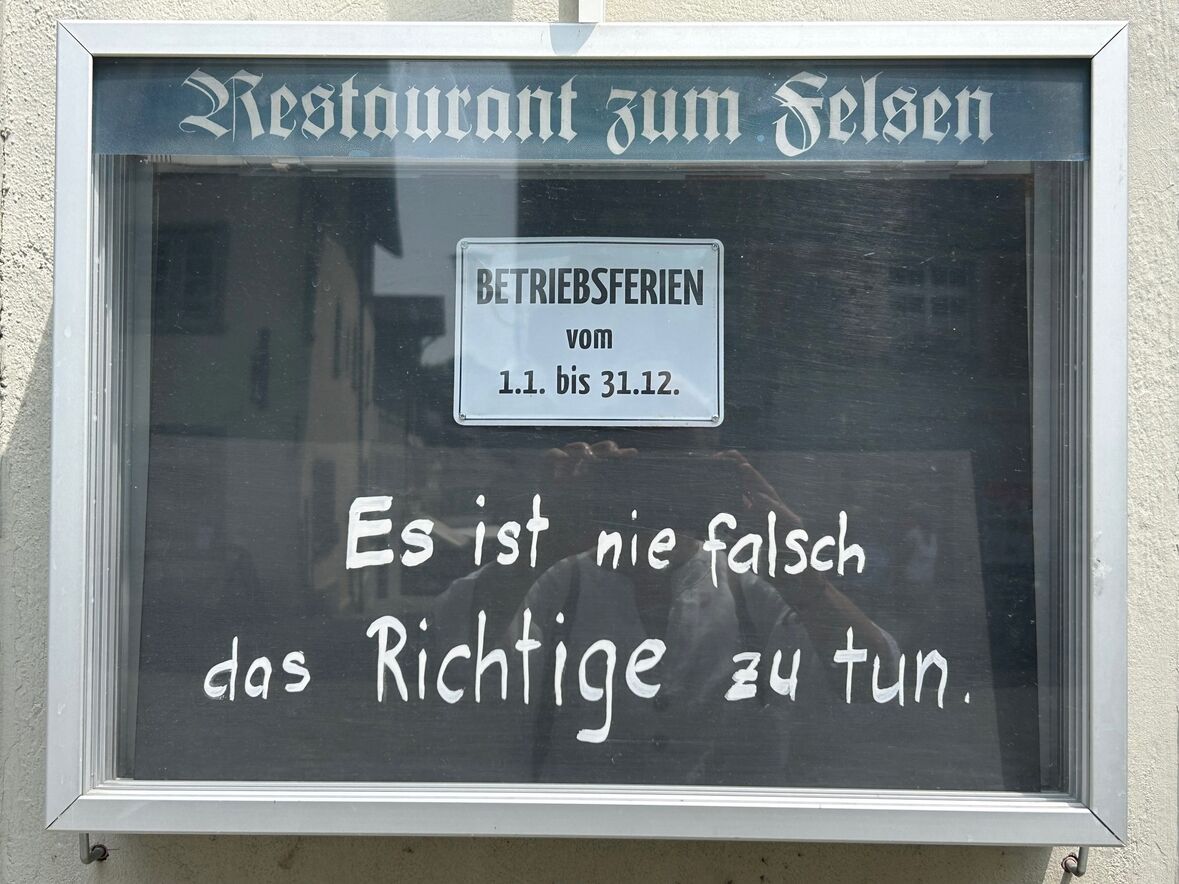 Restaurant zum Felsen
BETRIEBSFERIEN
vom
1.1. bis 31.12.
Es ist nie falsch
das Richtige zu tun.